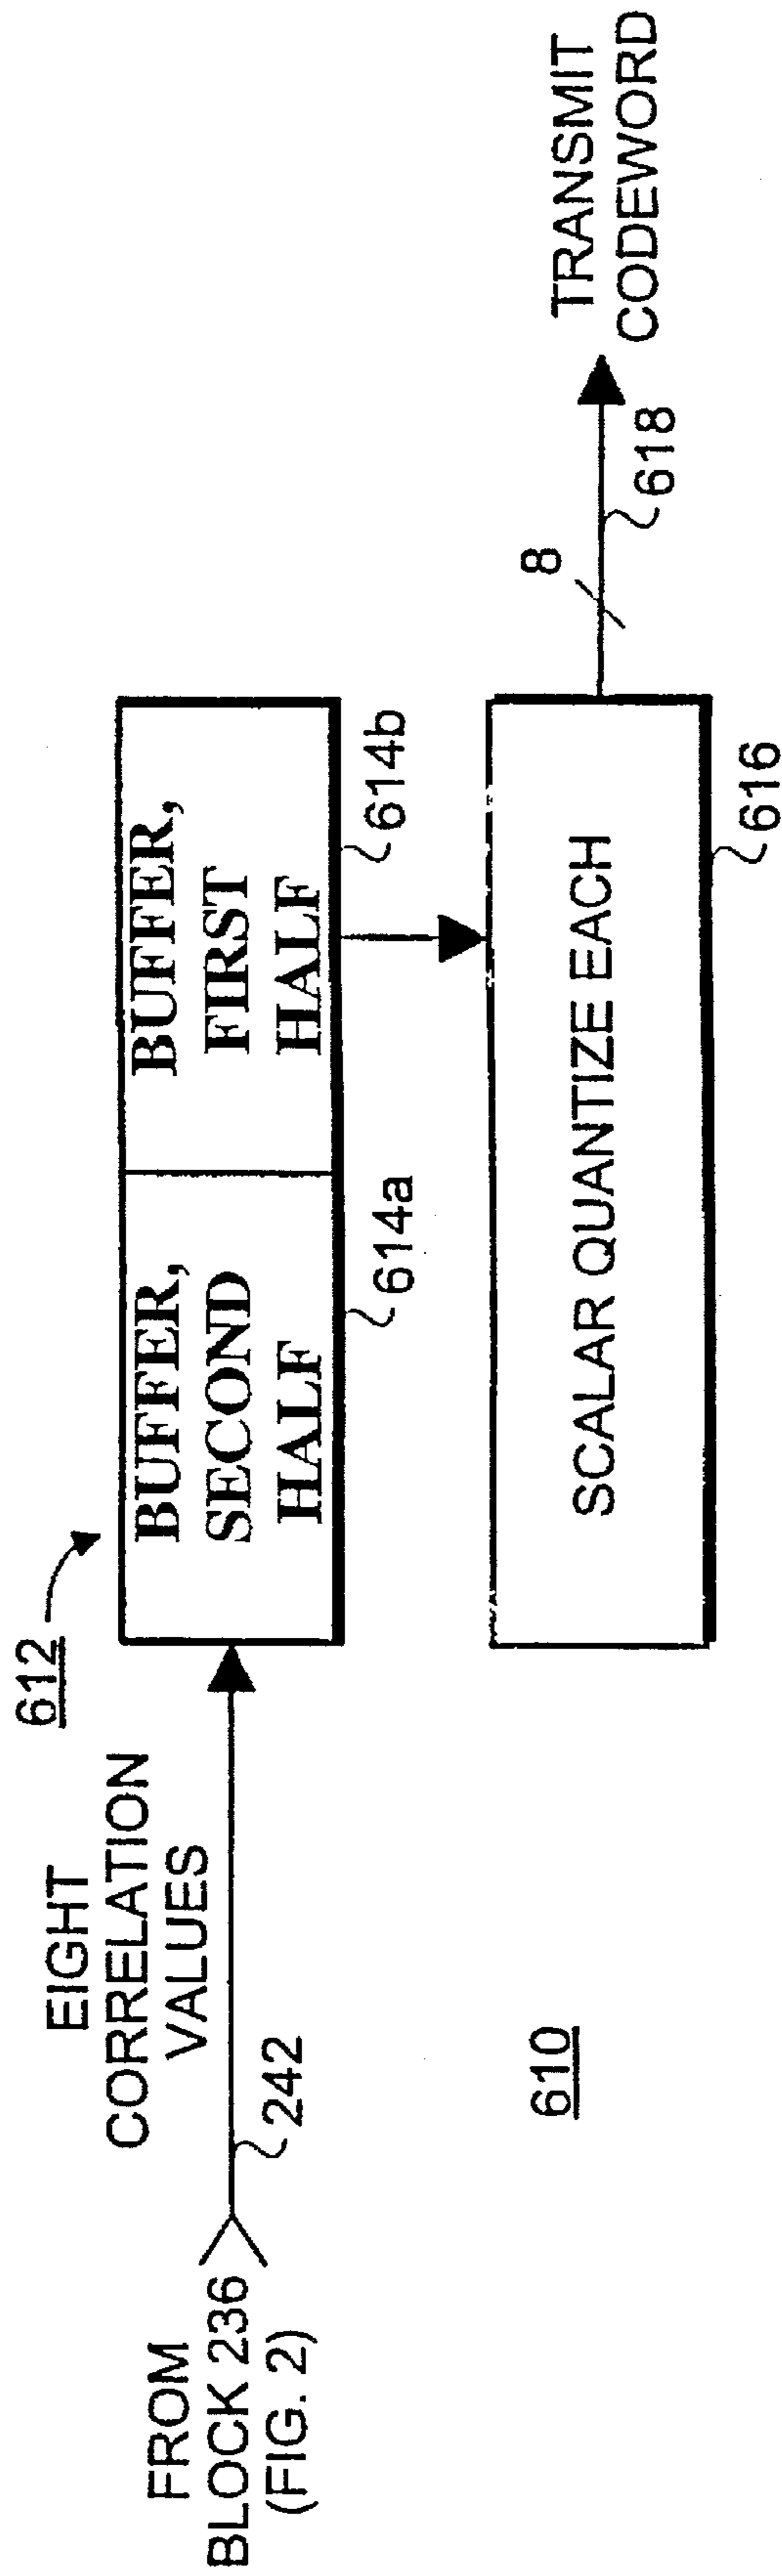 FROM
BLOCK 236
(FIG. 2)
242
EIGHT
CORRELATION
VALUES
612
BUFFER,
SECOND
HALF
614a
BUFFER,
FIRST
HALF
614b
SCALAR QUANTIZE EACH
616
8
618
TRANSMIT
CODEWORD
610